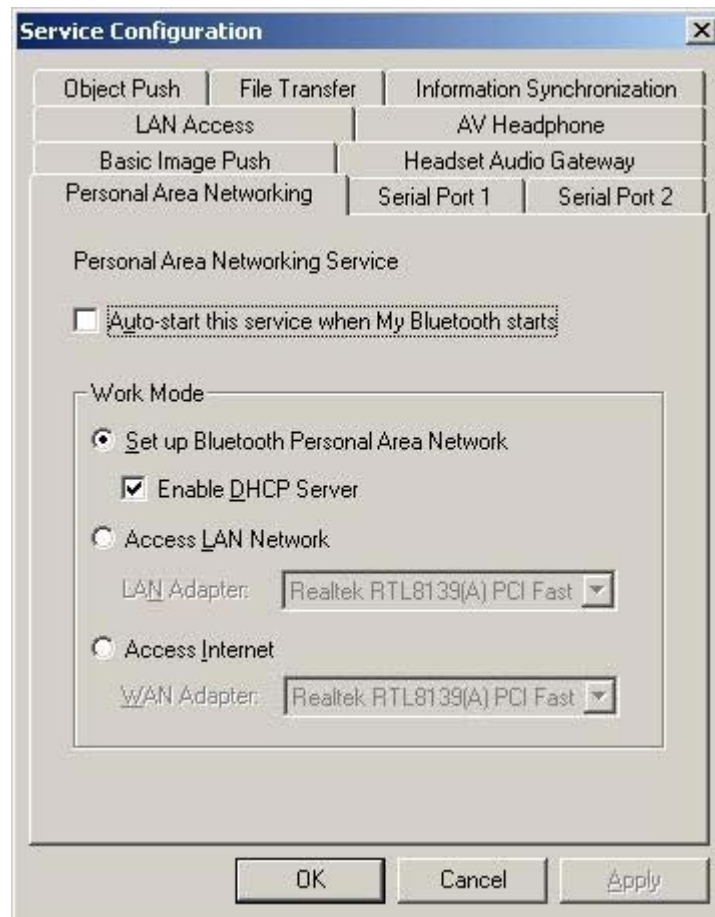 Service Configuration
Object Push File Transfer Information Synchronization
LAN Access AV Headphone
Basic Image Push Headset Audio Gateway
Personal Area Networking Serial Port 1 Serial Port 2
Personal Area Networking Service
Auto-start this service when My Bluetooth starts
Work Mode
Set up Bluetooth Personal Area Network
Enable DHCP Server
Access LAN Network
LAN Adapter: Realtek RTL8139(A) PCI Fast
Access Internet
WAN Adapter: Realtek RTL8139(A) PCI Fast
OK Cancel Apply